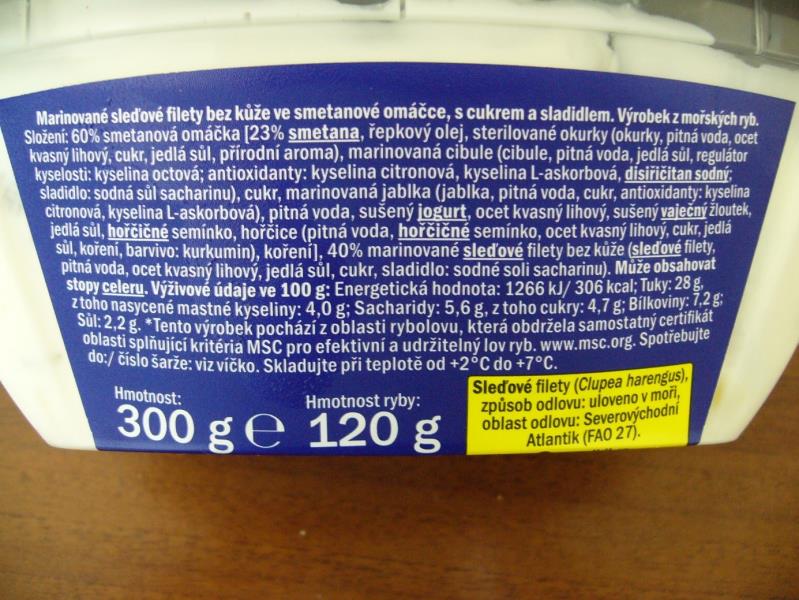 Marinované sleďové filety bez kůže ve smetanové omáčce, s cukrem a sladidlem. Výrobek z mořských ryb.
Složení: 60% smetanová omáčka [23% smetana, řepkový olej, sterilované okurky (okurky, pitná voda, ocet
kvasný lihový, cukr, jedlá sůl, přírodní aroma), marinovaná cibule (cibule, pitná voda, jedlá sůl, regulátor
kyselosti: kyselina octová; antioxidanty: kyselina citronová, kyselina L-askorbová, disiřičitan sodný;
sladidlo: sodná sůl sacharinu), cukr, marinovaná jablka (jablka, pitná voda, cukr, antioxidanty: kyselina
citronová, kyselina L-askorbová), pitná voda, sušený jogurt, ocet kvasný lihový, sušený vaječný žloutek,
jedlá sůl, hořčičné semínko, hořčice (pitná voda, hořčičné semínko, ocet kvasný lihový, cukr, jedlá
sůl, koření, barvivo: kurkumin), koření], 40% marinované sleďové filety bez kůže (sleďové filety,
pitná voda, ocet kvasný lihový, jedlá sůl, cukr, sladidlo: sodné soli sacharinu). Může obsahovat
stopy celeru. Výživové údaje ve 100 g: Energetická hodnota: 1266 kJ/ 306 kcal; Tuky: 28 g,
z toho nasycené mastné kyseliny: 4,0 g; Sacharidy: 5,6 g, z toho cukry: 4,7 g; Bílkoviny: 7,2 g;
Sůl: 2,2 g. *Tento výrobek pochází z oblasti rybolovu, která obdržela samostatný certifikát
oblasti splňující kritéria MSC pro efektivní a udržitelný lov ryb. www.msc.org. Spotřebujte
do:/ číslo šarže: viz víčko. Skladujte při teplotě od +2°C do +7°C.
Hmotnost:
300 g ℮
Hmotnost ryby:
120 g
Sleďové filety (Clupea harengus),
způsob odlovu: uloveno v moři,
oblast odlovu: Severovýchodní
Atlantik (FAO 27).